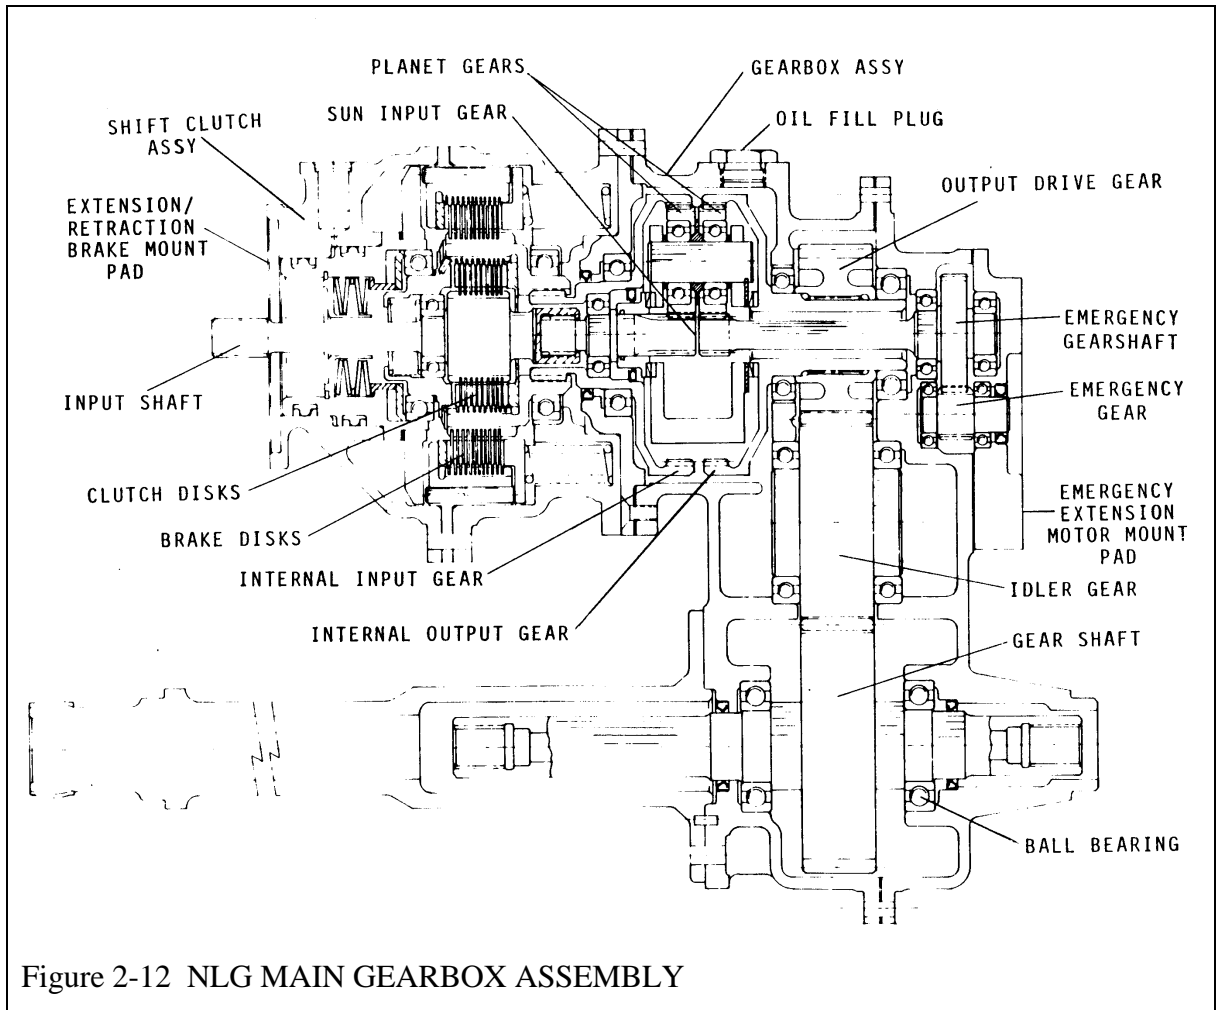 PLANET GEARS
GEARBOX ASSY
SUN INPUT GEAR
OIL FILL PLUG
SHIFT CLUTCH
ASSY
OUTPUT DRIVE GEAR
EXTENSION/
RETRACTION
BRAKE MOUNT
PAD
EMERGENCY
GEARSHAFT
INPUT SHAFT
EMERGENCY
GEAR
CLUTCH DISKS
EMERGENCY
EXTENSION
MOTOR MOUNT
PAD
BRAKE DISKS
INTERNAL INPUT GEAR
IDLER GEAR
INTERNAL OUTPUT GEAR
GEAR SHAFT
BALL BEARING
Figure 2-12 NLG MAIN GEARBOX ASSEMBLY